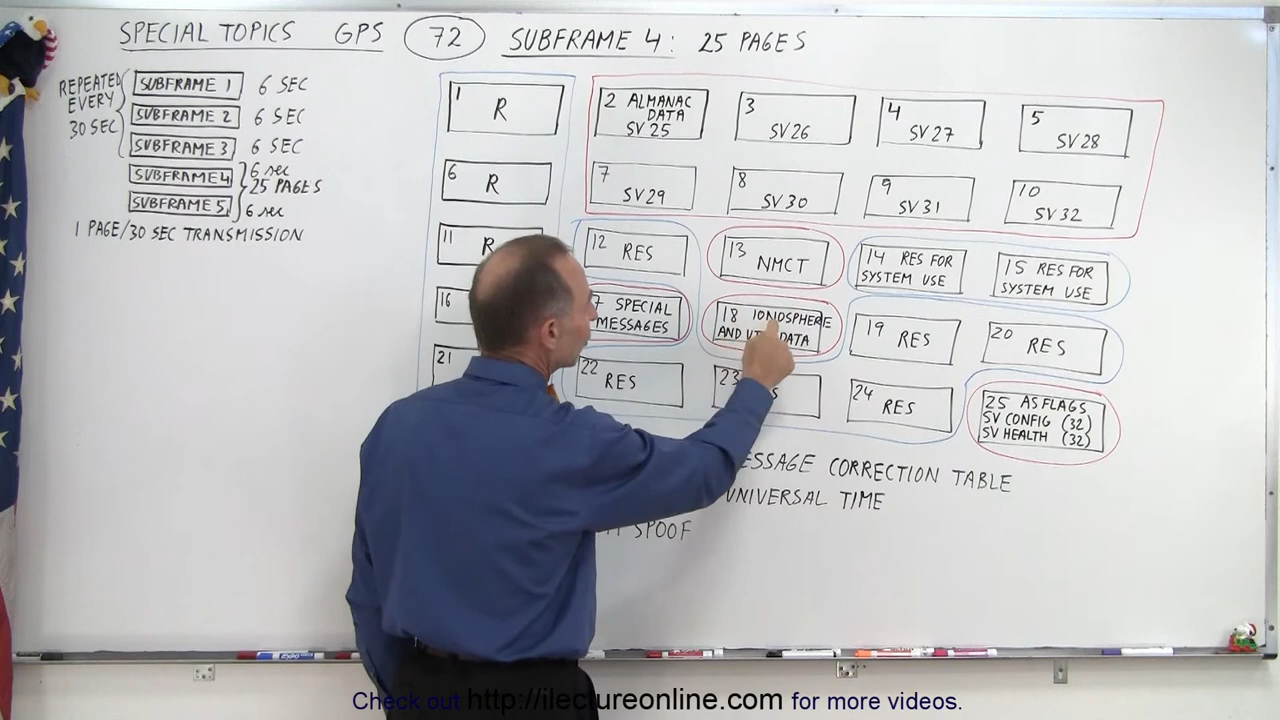 SPECIAL TOPICS GPS 72 SUBFRAME 4: 25 PAGES
REPEATED
EVERY
30 SEC
SUBFRAME 1 6 SEC
SUBFRAME 2 6 SEC
SUBFRAME 3 6 SEC
SUBFRAME 4 6 sec
25 PAGES
SUBFRAME 5 6 sec
1 PAGE/30 SEC TRANSMISSION
1 R
2 ALMANAC
DATA
SV 25
3 SV26
4 SV27
5 SV28
6 R
7 SV29
8 SV30
9 SV31
10 SV32
11 R
12 RES
13 NMCT
14 RES FOR
SYSTEM USE
15 RES FOR
SYSTEM USE
16
7 SPECIAL
MESSAGES
18 IONOSPHERE
AND DATA
19 RES
20 RES
21
22 RES
23
24 RES
25 AS FLAGS
SV CONFIG (32)
SV HEALTH (32)
ESSAGE CORRECTION TABLE
UNIVERSAL TIME
SPOOF
Check out http://ilectureonline.com for more videos.